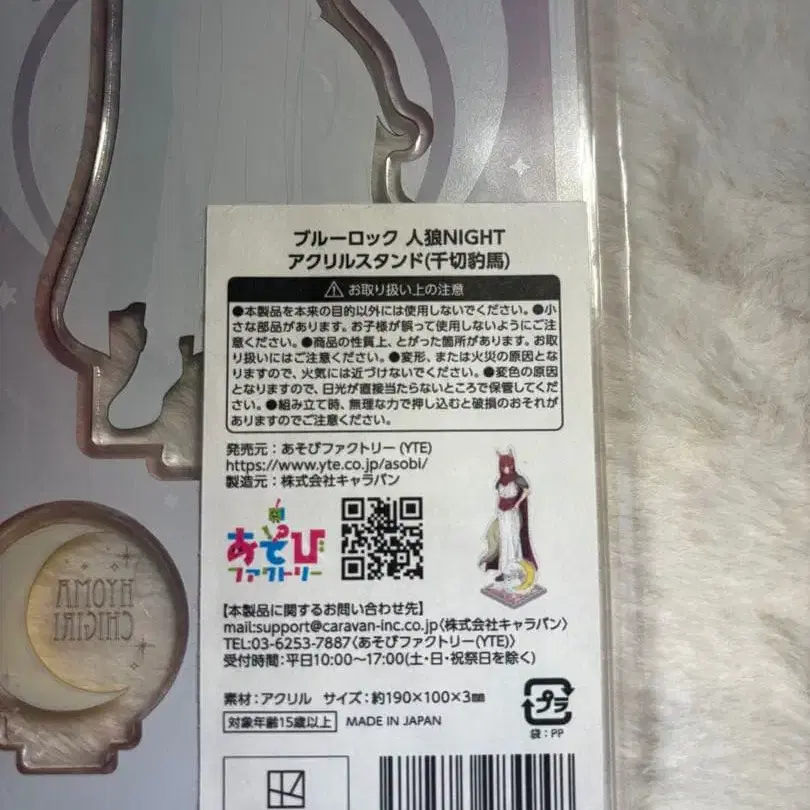 ブルーロック 人狼NIGHT
アクリルスタンド(千切豹馬)
お取り扱い上の注意
●本製品を本来の目的以外には使用しないでください。●小
さな部品があります。お子様が誤って使用しないようにご注
意ください。●商品の性質上、とがった箇所があります。お取
り扱いにはご注意ください。●変形、または火災の原因とな
りますので、火気には近づけないでください。●変色の原因
となりますので、日光が直接当たらないところで保管してくだ
さい。●組み立て時、無理な力で押し込むと破損のおそれが
ありますのでご注意ください。
発売元:あそびファクトリー(YTE)
https://www.yte.co.jp/asobi/
製造元:株式会社キャラバン
あそび
ファクトリー
【本製品に関するお問い合わせ先】
mail:support@caravan-inc.co.jp〈株式会社キャラバン〉
TEL:03-6253-7887〈あそびファクトリー(YTE)〉
受付時間:平日10:00〜17:00(土・日・祝祭日を除く)
素材:アクリル サイズ:約190×100×3㎜
対象年齢15歳以上 MADE IN JAPAN
プラ
袋:PP
HYOMA
CHIGIRI